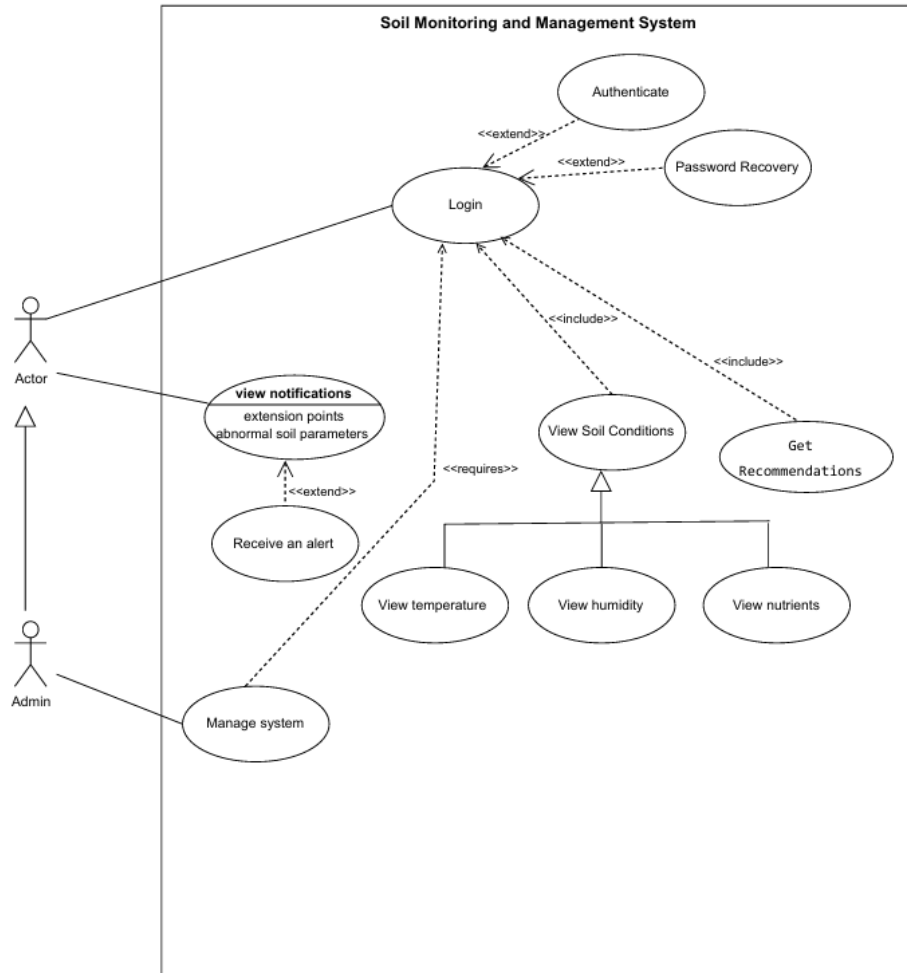 Soil Monitoring and Management System
Authenticate
<<extend>>
<<extend>>
Password Recovery
Login
<<include>>
<<include>>
Actor
view notifications
extension points
abnormal soil parameters
View Soil Conditions
Get
Recommendations
<<requires>>
<<extend>>
Receive an alert
View temperature
View humidity
View nutrients
Admin
Manage system